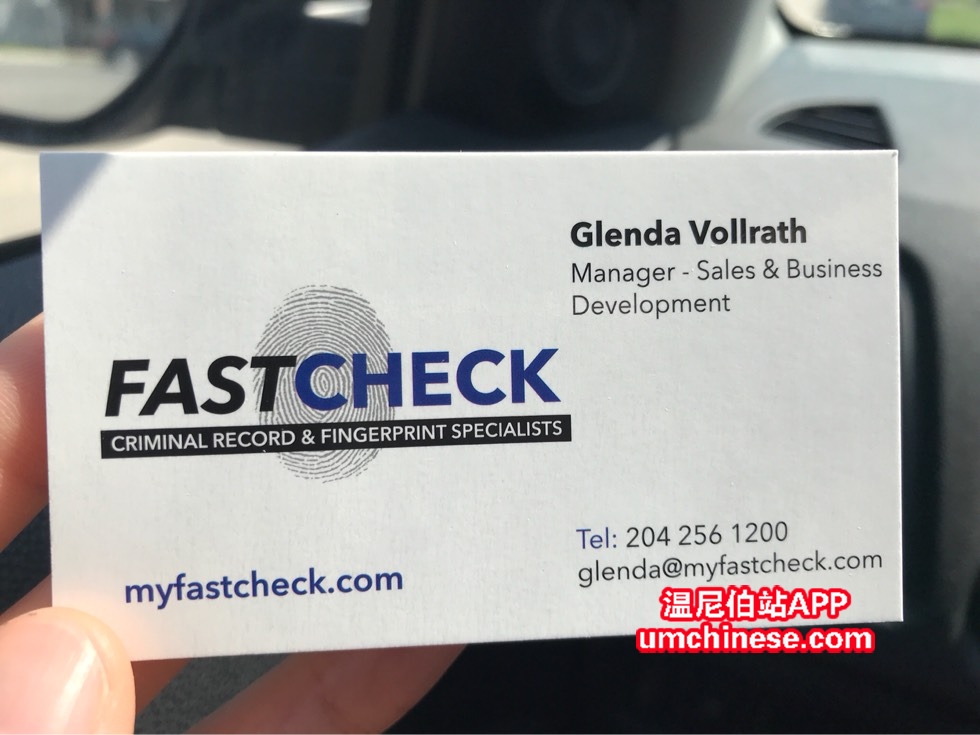 Glenda Vollrath
Manager - Sales & Business
Development
FASTCHECK
CRIMINAL RECORD & FINGERPRINT SPECIALISTS
Tel: 204 256 1200
glenda@myfastcheck.com
myfastcheck.com
温尼伯站APP
umchinese.com